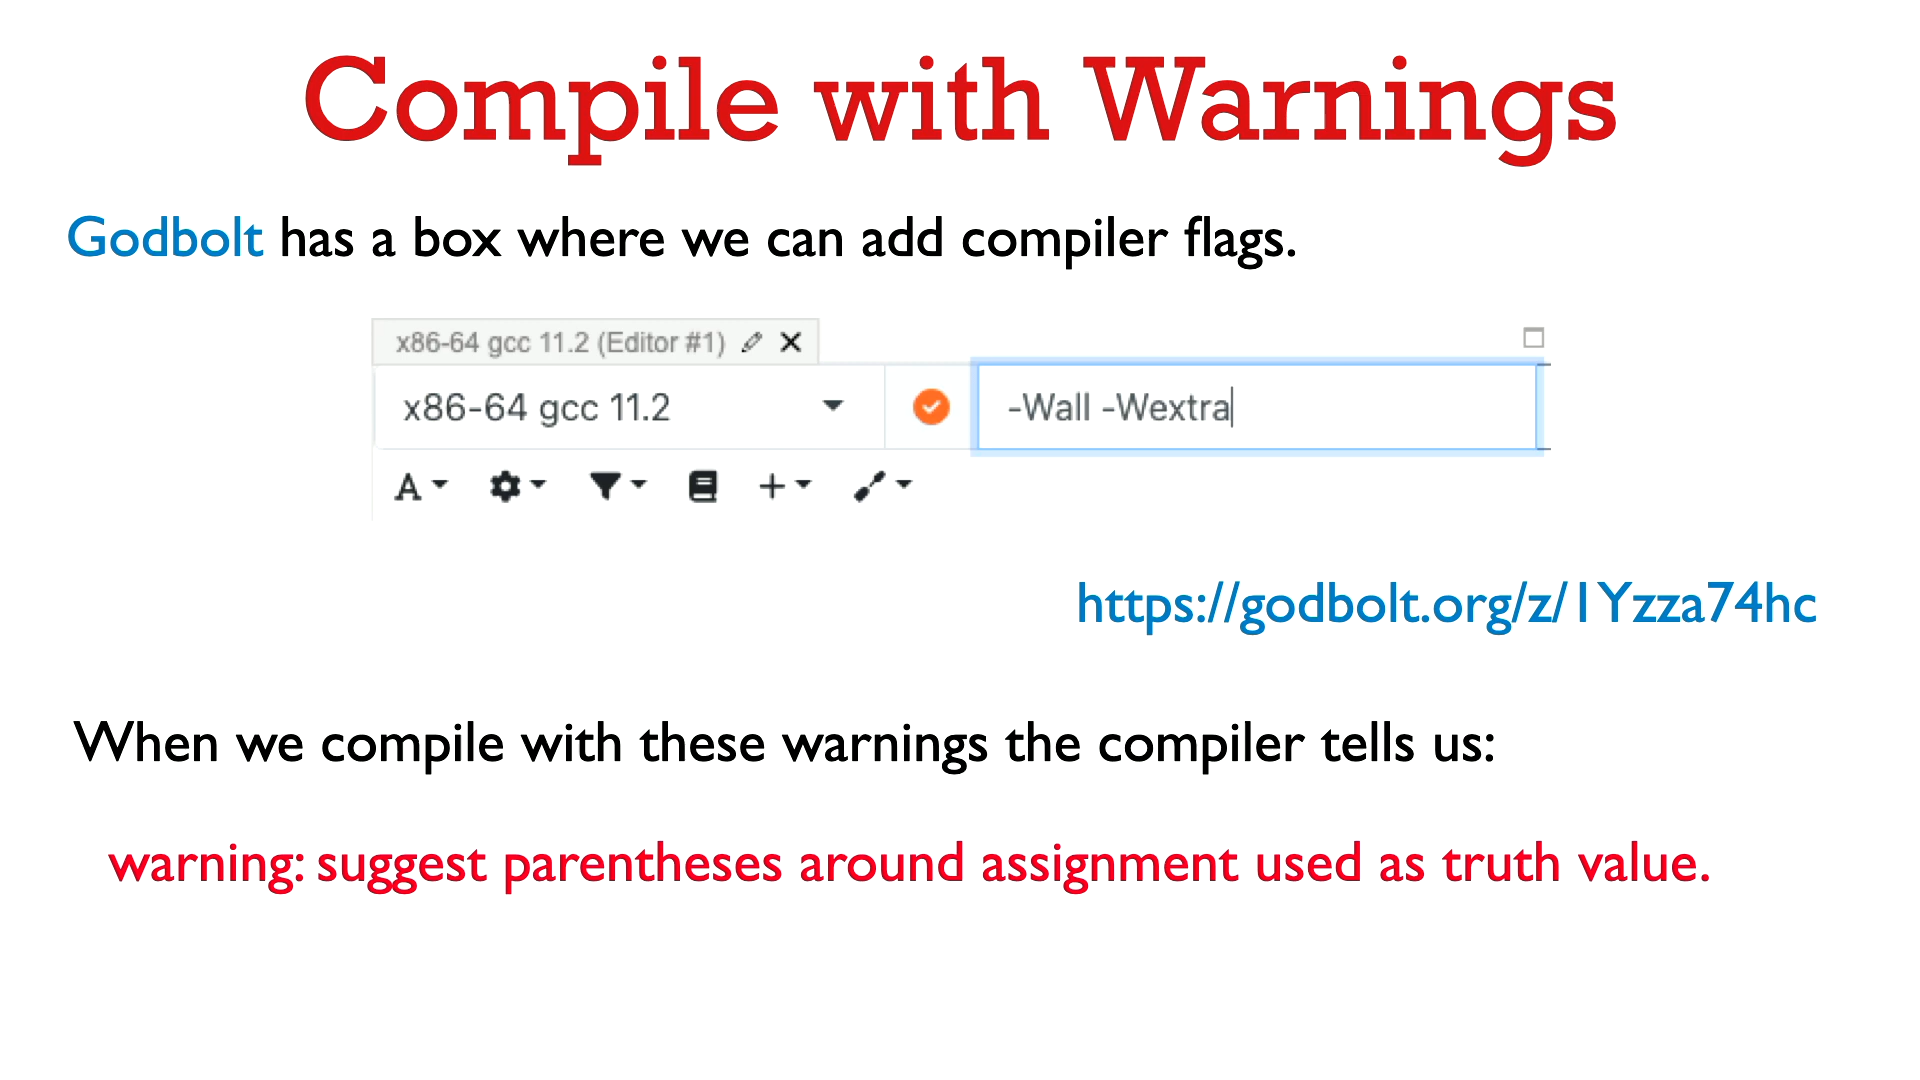 Compile with Warnings
Godbolt has a box where we can add compiler flags.
x86-64 gcc 11.2 (Editor #1)
x86-64 gcc 11.2
-Wall -Wextra
A
https://godbolt.org/z/1Yzza74hc
When we compile with these warnings the compiler tells us:
warning: suggest parentheses around assignment used as truth value.